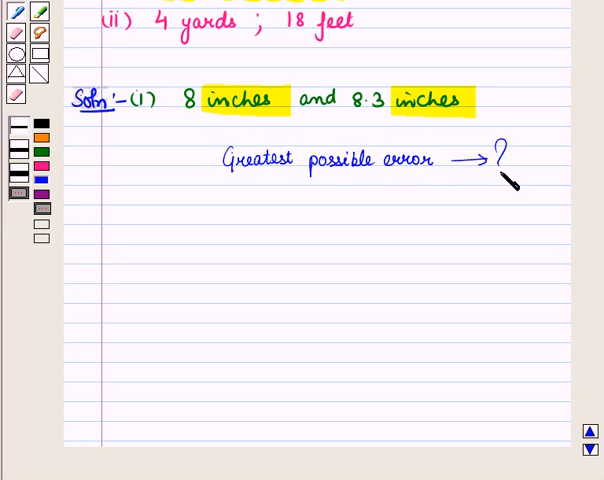 (ii) 4 yards ; 18 feet
Soln:- (i) 8 inches and 8.3 inches
Greatest possible error → ?